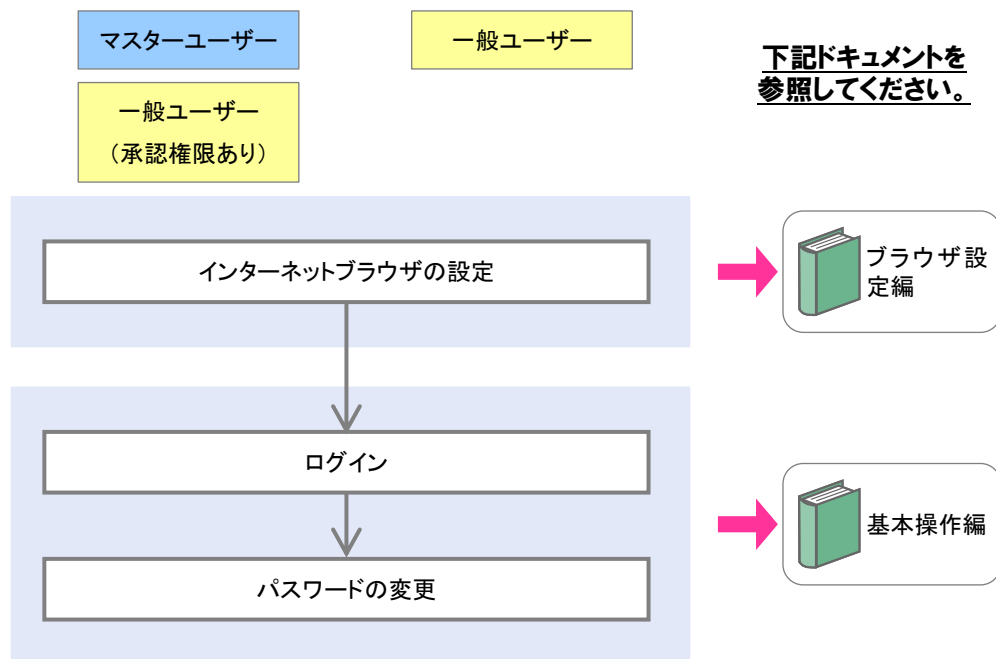 マスターユーザー
一般ユーザー
下記ドキュメントを
参照してください。
一般ユーザー
（承認権限あり）
インターネットブラウザの設定
ブラウザ設
定編
ログイン
基本操作編
パスワードの変更